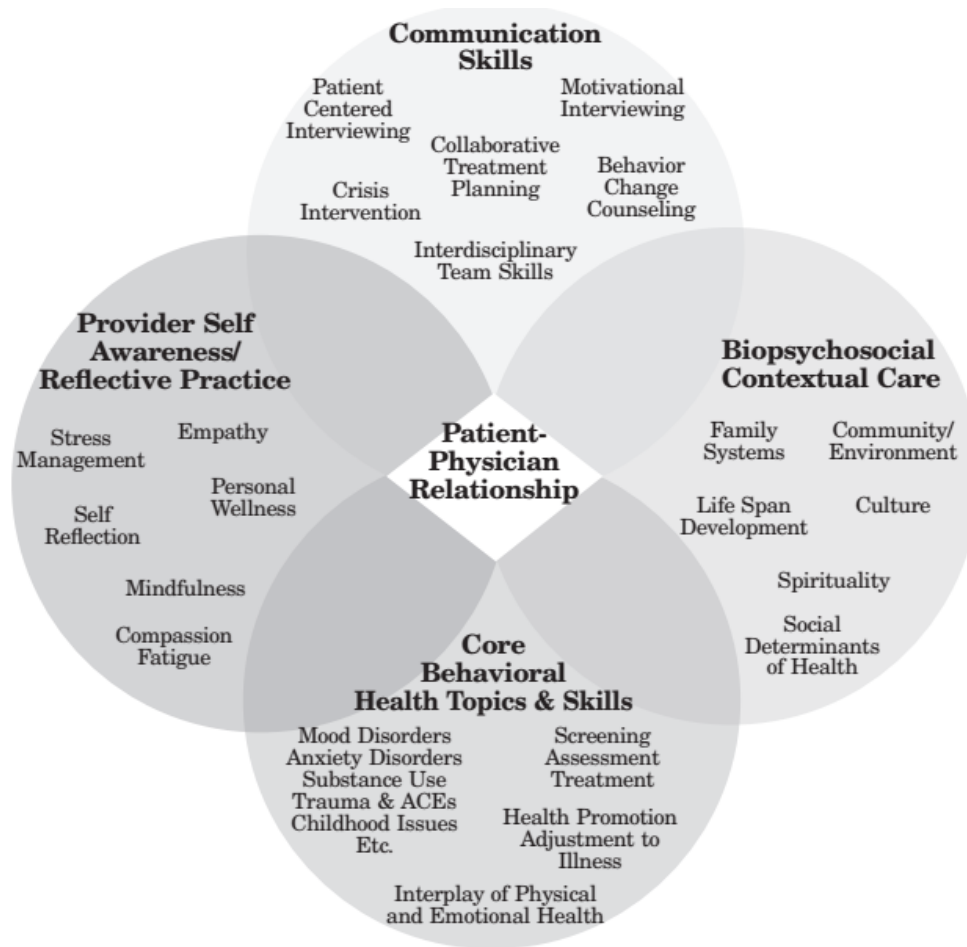 Communication
Skills
Patient
Centered
Interviewing
Motivational
Interviewing
Collaborative
Treatment
Planning
Crisis
Intervention
Behavior
Change
Counseling
Interdisciplinary
Team Skills
Provider Self
Awareness/
Reflective Practice
Stress
Management
Empathy
Personal
Wellness
Self
Reflection
Mindfulness
Compassion
Fatigue
Patient-
Physician
Relationship
Biopsychosocial
Contextual Care
Family
Systems
Community/
Environment
Life Span
Development
Culture
Spirituality
Social
Determinants
of Health
Core
Behavioral
Health Topics & Skills
Mood Disorders
Anxiety Disorders
Substance Use
Trauma & ACEs
Childhood Issues
Etc.
Screening
Assessment
Treatment
Health Promotion
Adjustment to
Illness
Interplay of Physical
and Emotional Health